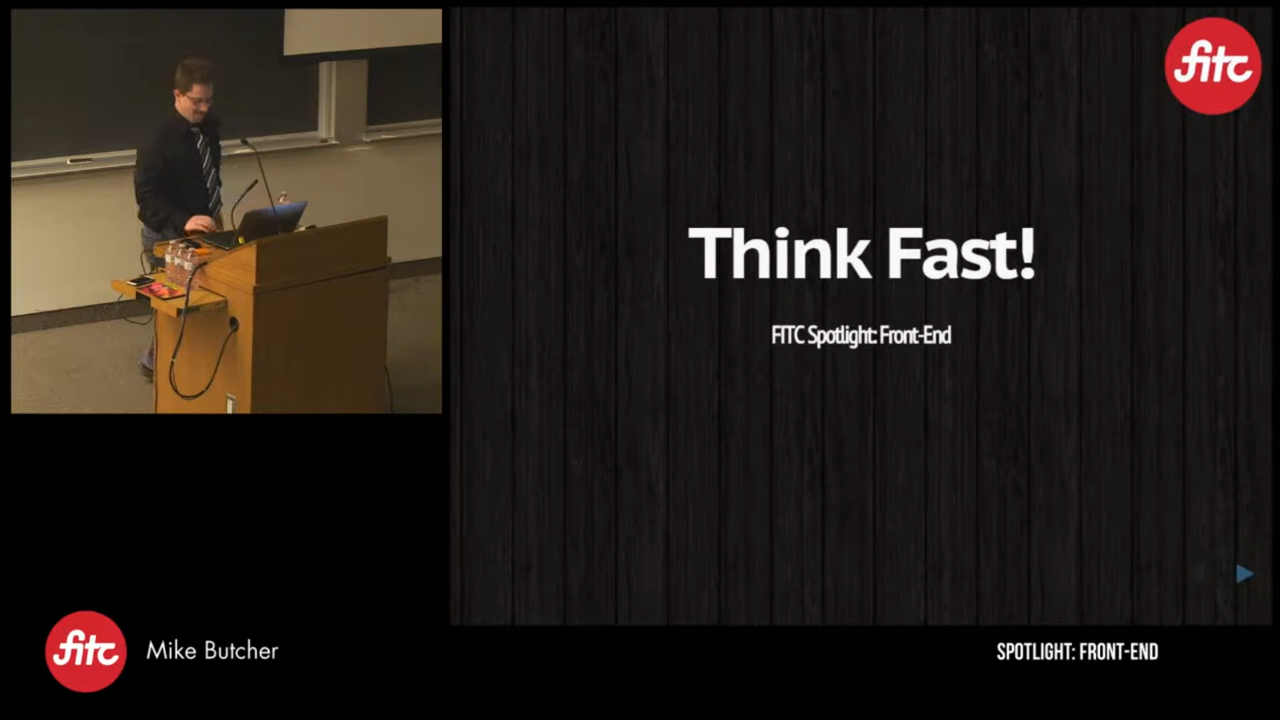 fitc
Think Fast!
FITC Spotlight: Front-End
fitc
Mike Butcher
SPOTLIGHT: FRONT-END